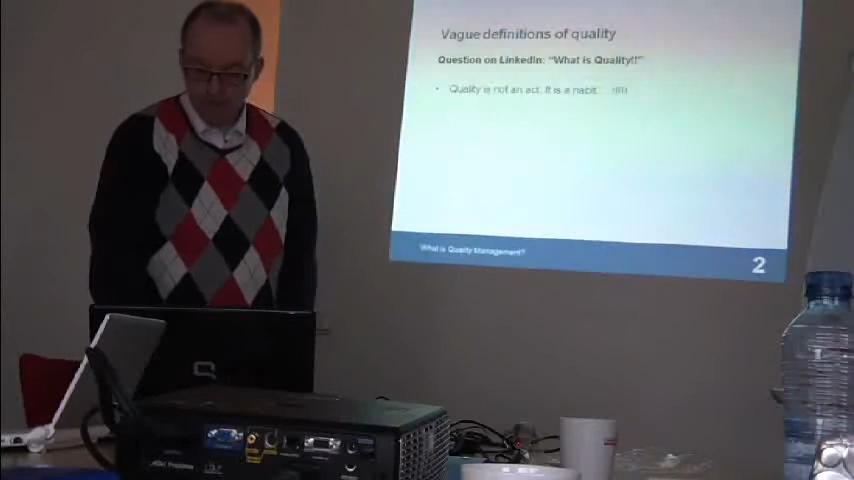 Vague definitions of quality
Question on LinkedIn: “What is Quality!!”
• Quality is not an act. It is a habit.
What is Quality Management?
2